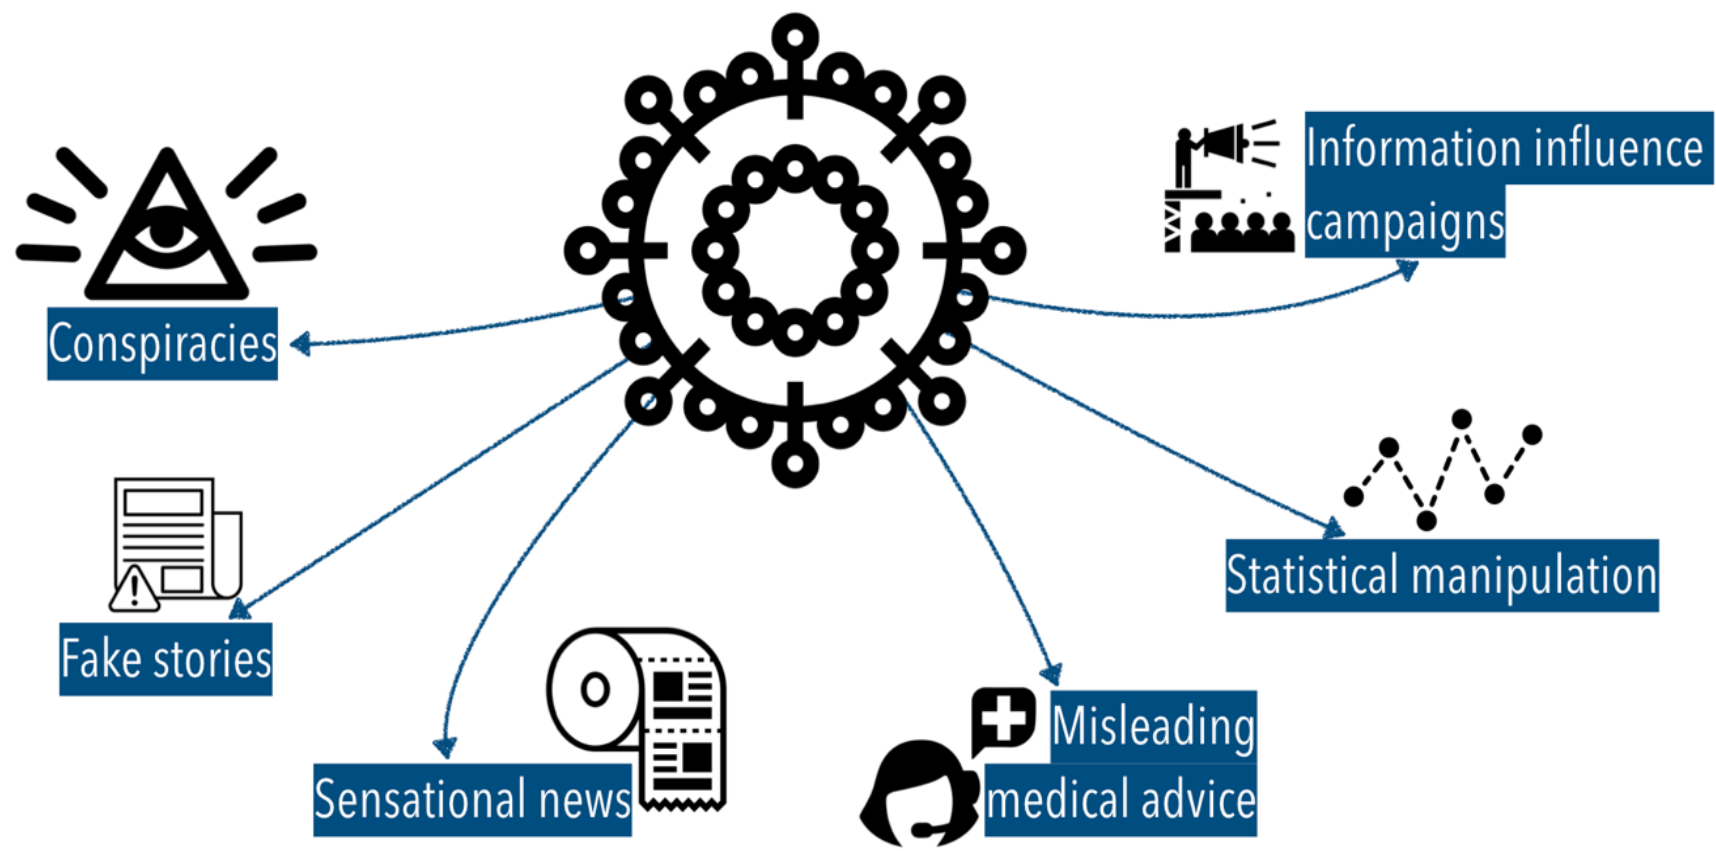 Information influence
campaigns
Conspiracies
Statistical manipulation
Fake stories
Misleading
medical advice
Sensational news